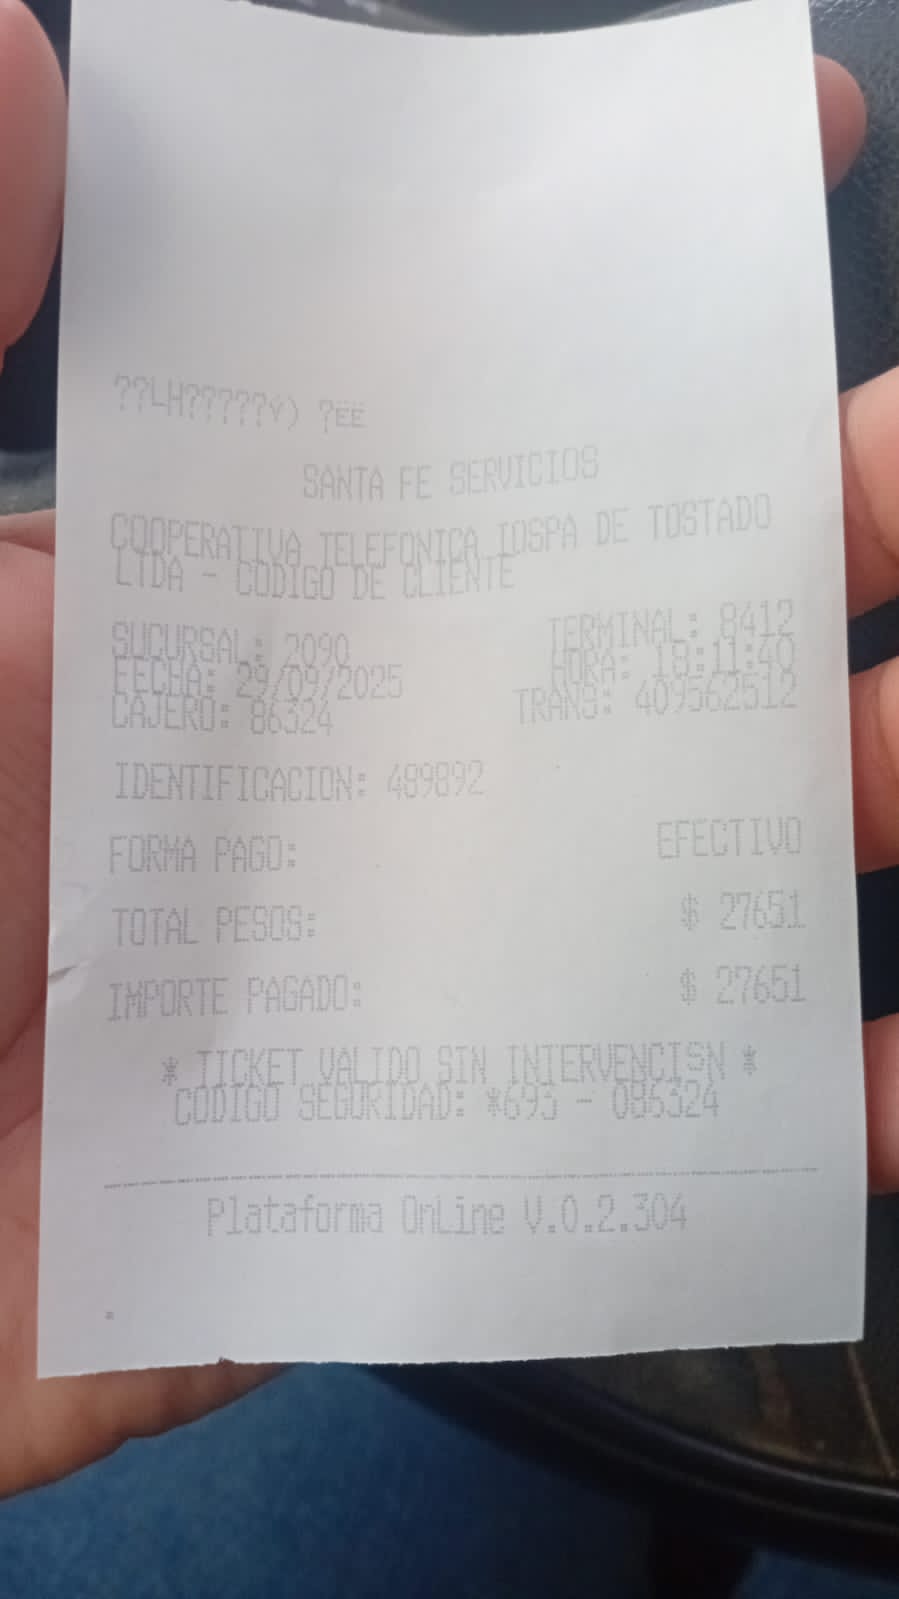 ??LH?????Y) ?ËË
SANTA FE SERVICIOS
COOPERATIVA TELEFONICA IOSPA DE TOSTADO
LTDA - CODIGO DE CLIENTE
SUCURSAL: 2090 TERMINAL: 8412
FECHA: 29/09/2025 HORA: 18:11:40
CAJERO: 86324 TRANS: 409562512
IDENTIFICACION: 489892
FORMA PAGO: EFECTIVO
TOTAL PESOS: $ 27651
IMPORTE PAGADO: $ 27651
* TICKET VALIDO SIN INTERVENCISN *
CODIGO SEGURIDAD: *693 - 086324
Plataforma OnLine V.0.2.304